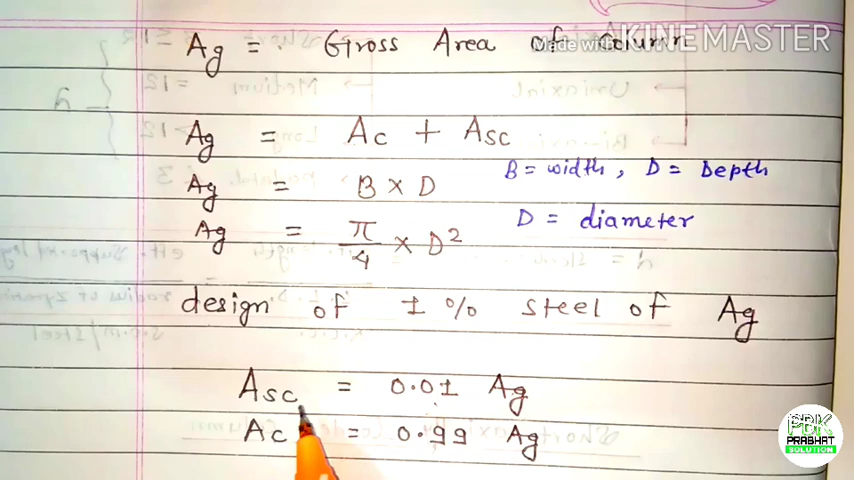 Ag = Gross Area of Column
Made with KINEMASTER
Ag = Ac + Asc
Ag = B × D B = width, D = Depth
Ag = π/4 × D² D = diameter
design of 1% steel of Ag
Asc = 0.01 Ag
Ac = 0.99 Ag
PBK
PRABHAT
SOLUTION